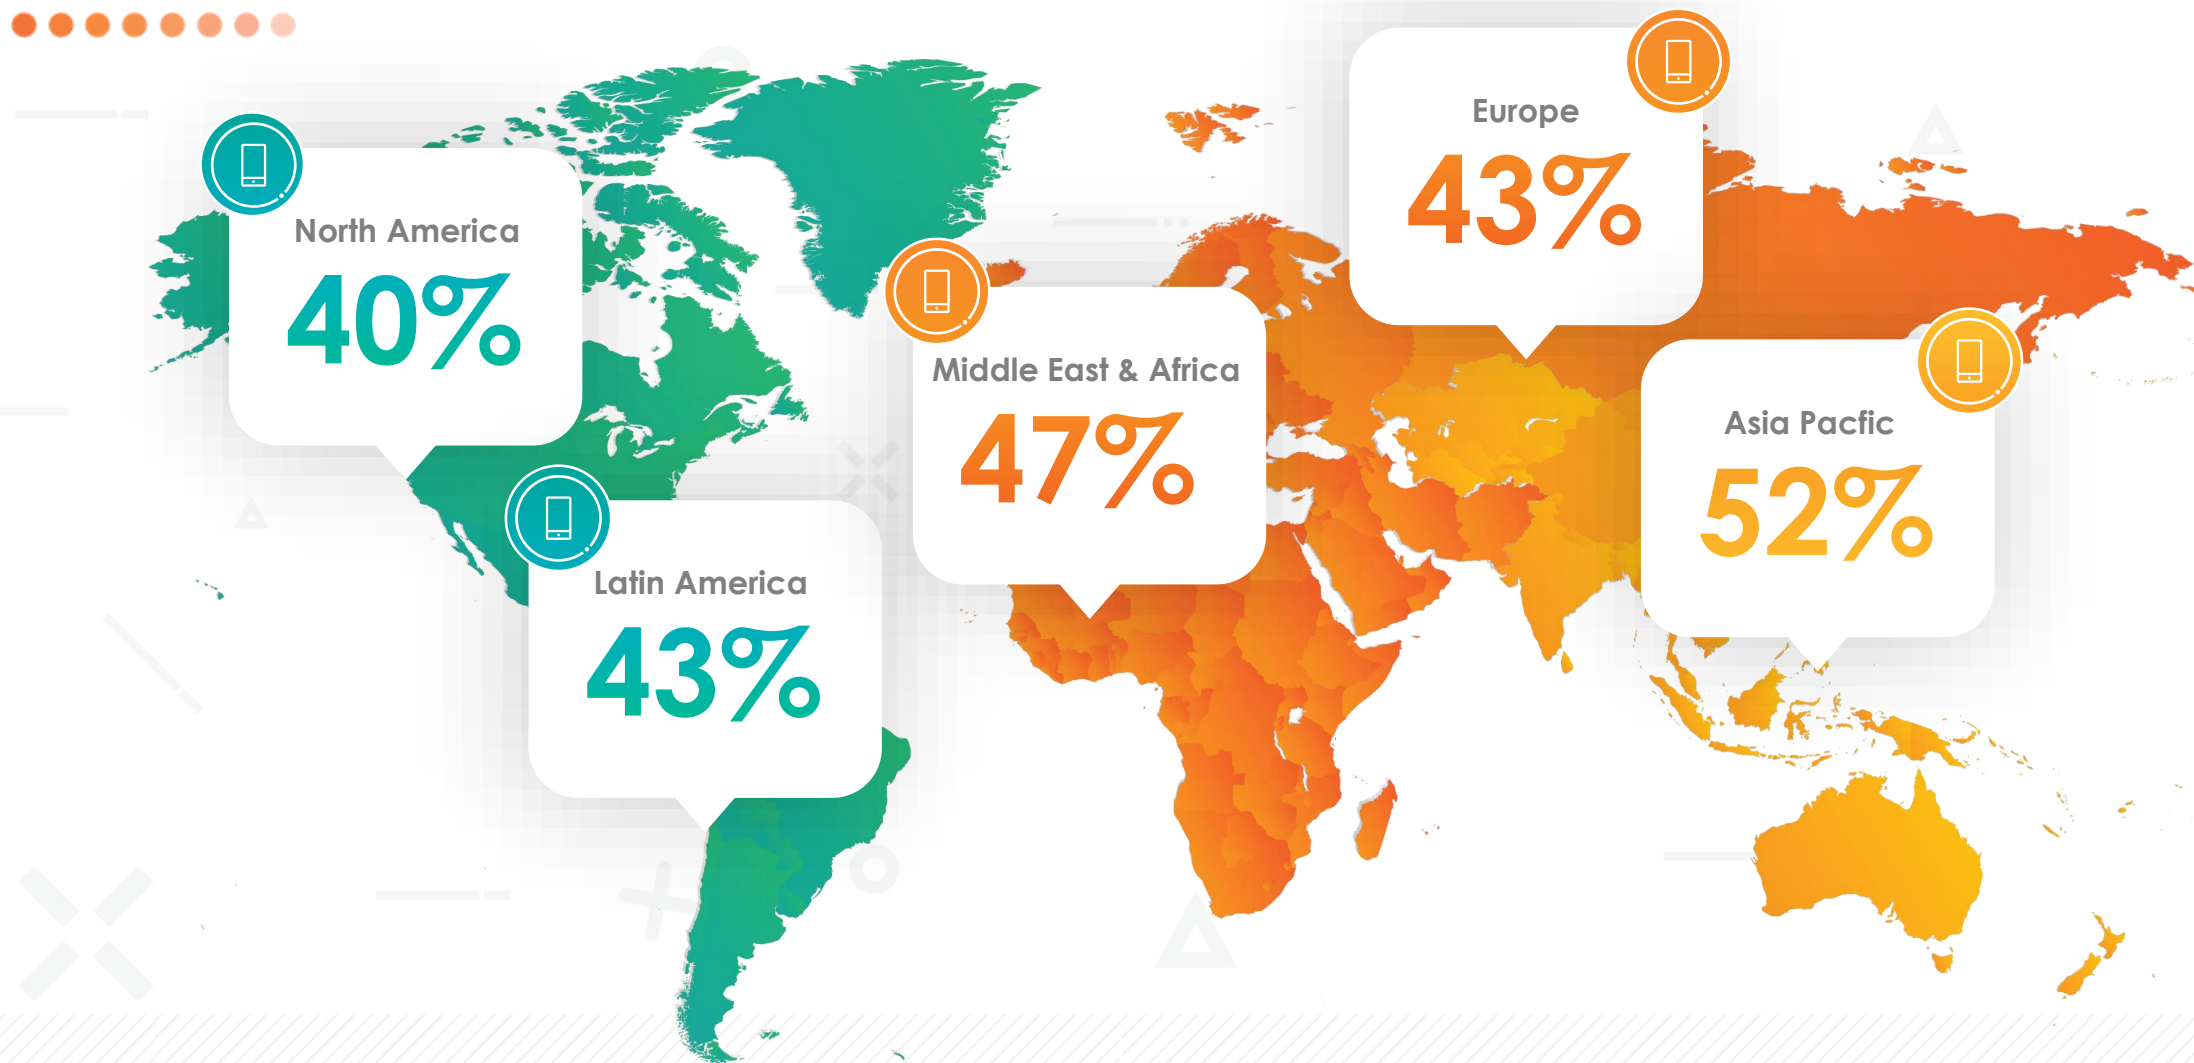 North America
40%
Latin America
43%
Middle East & Africa
47%
Europe
43%
Asia Pacfic
52%